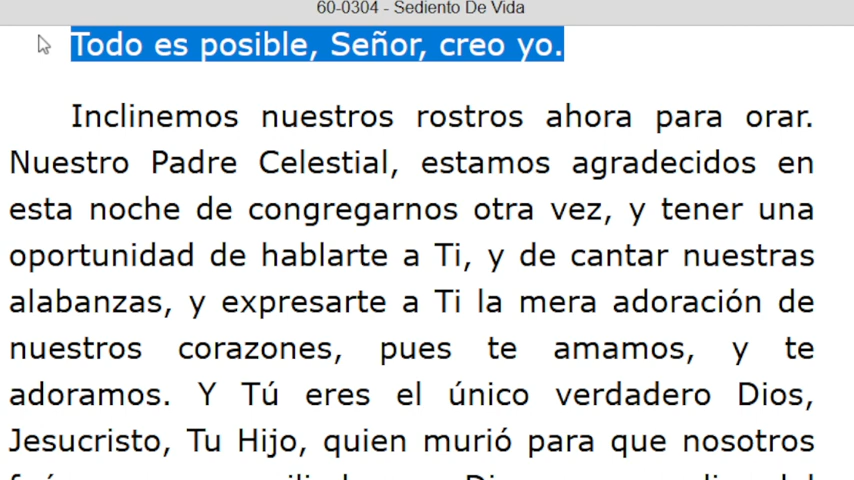 60-0304 - Sediento De Vida
Todo es posible, Señor, creo yo.
Inclinemos nuestros rostros ahora para orar.
Nuestro Padre Celestial, estamos agradecidos en
esta noche de congregarnos otra vez, y tener una
oportunidad de hablarte a Ti, y de cantar nuestras
alabanzas, y expresarte a Ti la mera adoración de
nuestros corazones, pues te amamos, y te
adoramos. Y Tú eres el único verdadero Dios,
Jesucristo, Tu Hijo, quien murió para que nosotros